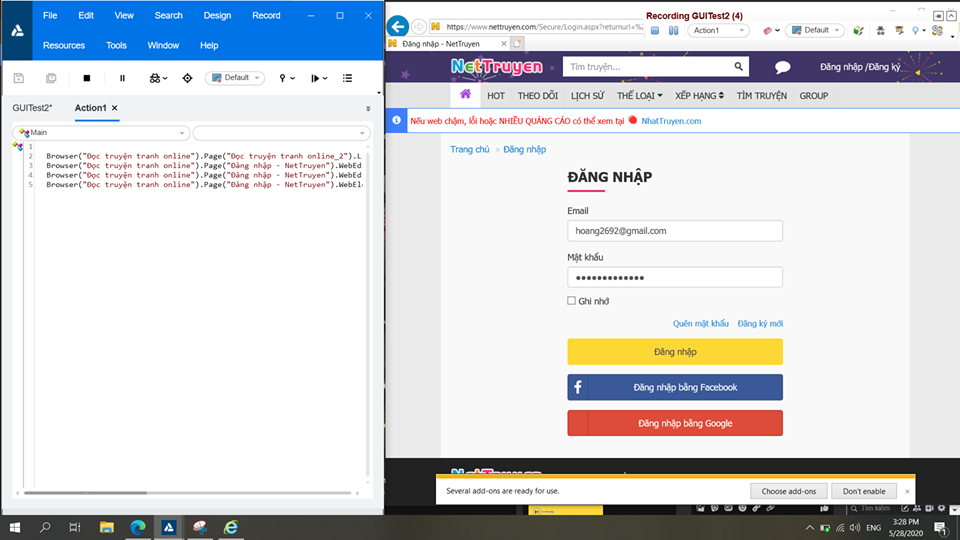 File Edit View Search Design Record
Resources Tools Window Help
Default
GUITest2* Action1
Main
1
2 Browser("Đọc truyện tranh online").Page("Đọc truyện tranh online_2").L
3 Browser("Đọc truyện tranh online").Page("Đăng nhập - NetTruyen").WebEd
4 Browser("Đọc truyện tranh online").Page("Đăng nhập - NetTruyen").WebEd
5 Browser("Đọc truyện tranh online").Page("Đăng nhập - NetTruyen").WebEl
Recording GUITest2 (4)
https://www.nettruyen.com/Secure/Login.aspx?returnurl=%
Action1 Default
Đăng nhập - NetTruyen
NetTruyen
Tìm truyện...
Đăng nhập /Đăng ký
HOT THEO DÕI LỊCH SỬ THỂ LOẠI XẾP HẠNG TÌM TRUYỆN GROUP
Nếu web chậm, lỗi hoặc NHIỀU QUẢNG CÁO có thể xem tại NhatTruyen.com
Trang chủ » Đăng nhập
ĐĂNG NHẬP
Email
hoang2692@gmail.com
Mật khẩu
Ghi nhớ
Quên mật khẩu Đăng ký mới
Đăng nhập
Đăng nhập bằng Facebook
Đăng nhập bằng Google
Several add-ons are ready for use.
Choose add-ons Don't enable
Tìm kiếm
ENG
3:28 PM
5/28/2020